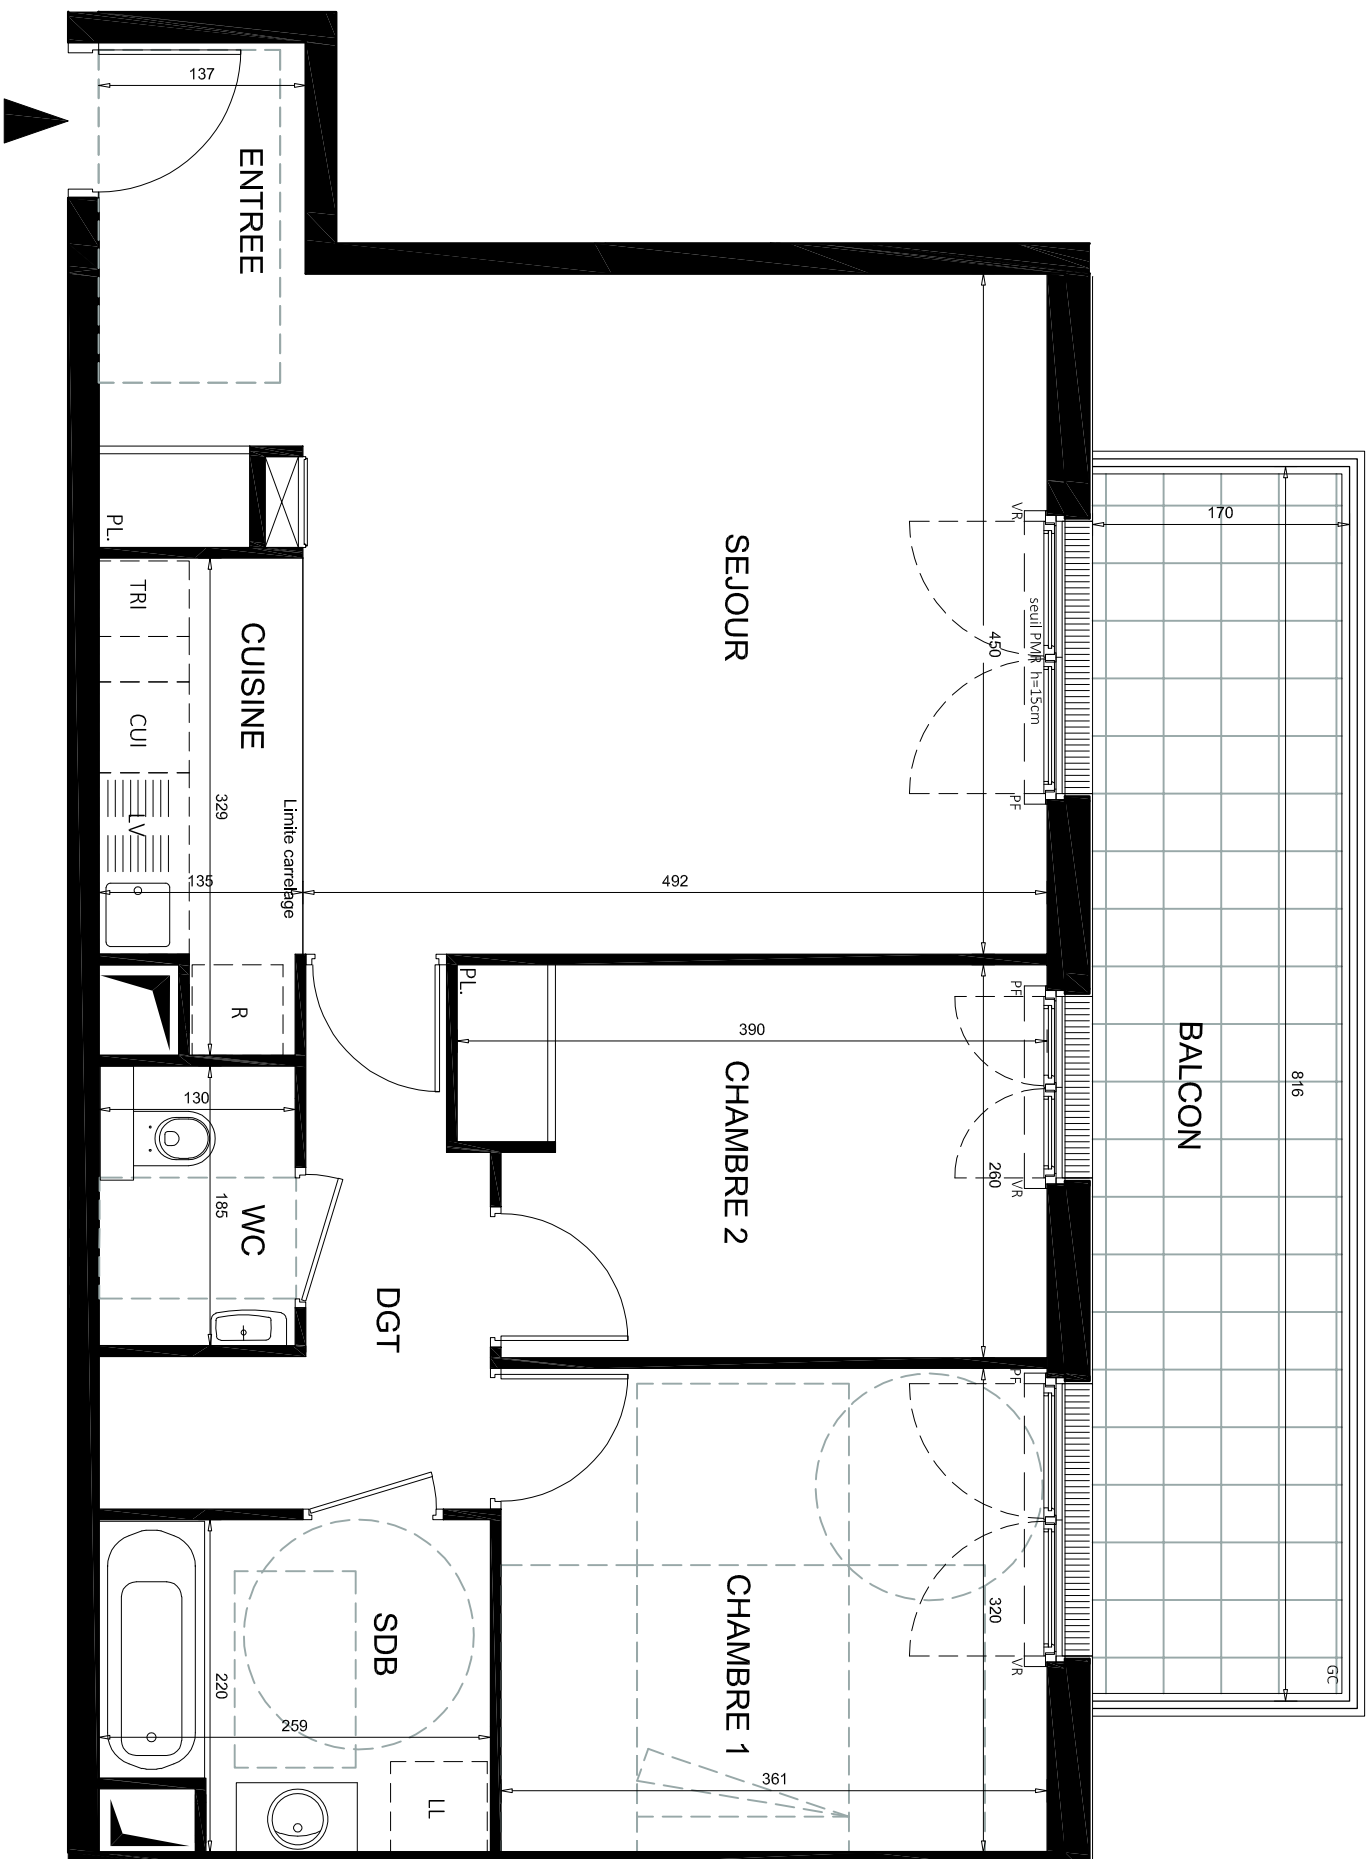 137
ENTREE
PL.
TRI
CUI
LV
CUISINE
329
Limite carrelage
135
492
SEJOUR
450
seuil PMR h=15cm
VR
PF
170
BALCON
816
GC
R
PL.
390
CHAMBRE 2
260
PF
VR
130
185
WC
DGT
PF
VR
320
CHAMBRE 1
361
SDB
220
259
LL